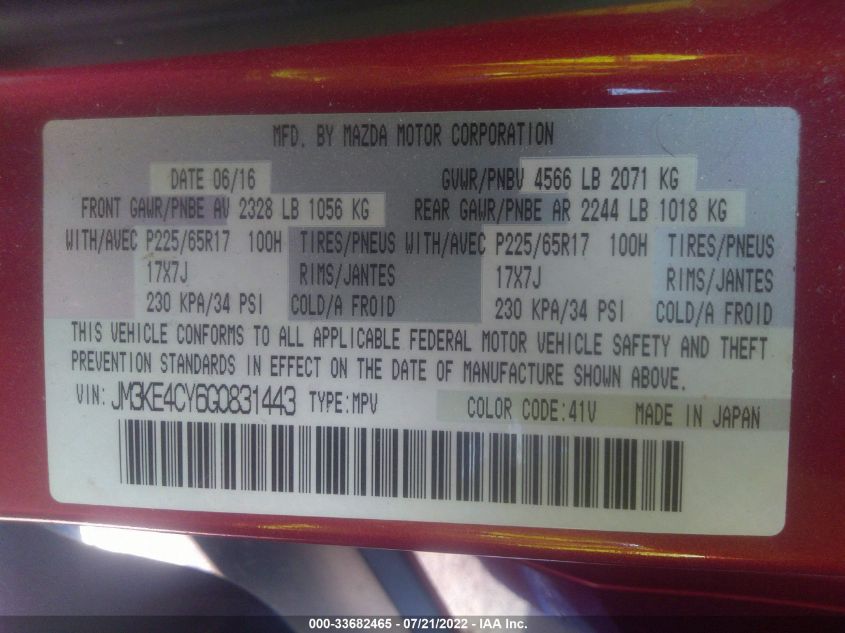 MFD. BY MAZDA MOTOR CORPORATION
DATE 06/16 GVWR/PNBV 4566 LB 2071 KG
FRONT GAWR/PNBE AV 2328 LB 1056 KG REAR GAWR/PNBE AR 2244 LB 1018 KG
WITH/AVEC P225/65R17 100H TIRES/PNEUS WITH/AVEC P225/65R17 100H TIRES/PNEUS
17X7J RIMS/JANTES 17X7J RIMS/JANTES
230 KPA/34 PSI COLD/A FROID 230 KPA/34 PSI COLD/A FROID
THIS VEHICLE CONFORMS TO ALL APPLICABLE FEDERAL MOTOR VEHICLE SAFETY AND THEFT
PREVENTION STANDARDS IN EFFECT ON THE DATE OF MANUFACTURE SHOWN ABOVE.
VIN: JM3KE4CY6G0831443 TYPE:MPV COLOR CODE:41V MADE IN JAPAN
000-33682465 - 07/21/2022 - IAA Inc.